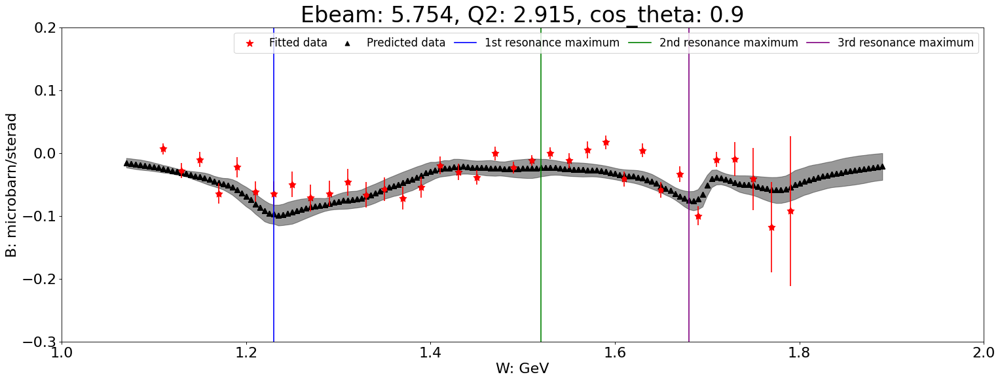 Ebeam: 5.754, Q2: 2.915, cos_theta: 0.9
Fitted data Predicted data 1st resonance maximum 2nd resonance maximum 3rd resonance maximum
B: microbarn/sterad
0.2
0.1
0.0
−0.1
−0.2
−0.3
1.0 1.2 1.4 1.6 1.8 2.0
W: GeV